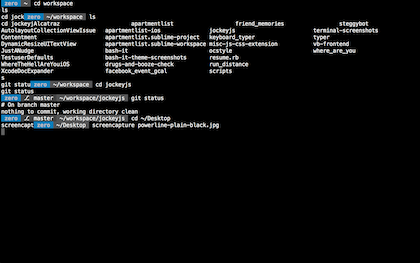 zero ~ cd workspace
ls
cd jock zero ~/workspace ls
cd jockeyjAlcatraz apartmentlist friend_memories steggybot
AutolayoutCollectionViewIssue apartmentlist-ios jockeyjs terminal-screenshots
Contentment apartmentlist.sublime-project keyboard_typer typer
DynamicResizeUITextView apartmentlist.sublime-workspace misc-js-css-extension vb-frontend
JustANudge bash-it ocstyle where_are_you
TestuserDefaults bash-it-theme-screenshots resume.rb
WhereTheHellAreYouiOS drugs-and-booze-check run_distance
XcodeDocExpander facebook_event_gcal scripts
s
git statu zero ~/workspace cd jockeyjs
git status
zero master ~/workspace/jockeyjs git status
# On branch master
nothing to commit, working directory clean
zero master ~/workspace/jockeyjs cd ~/Desktop
screencapt zero ~/Desktop screencapture powerline-plain-black.jpg